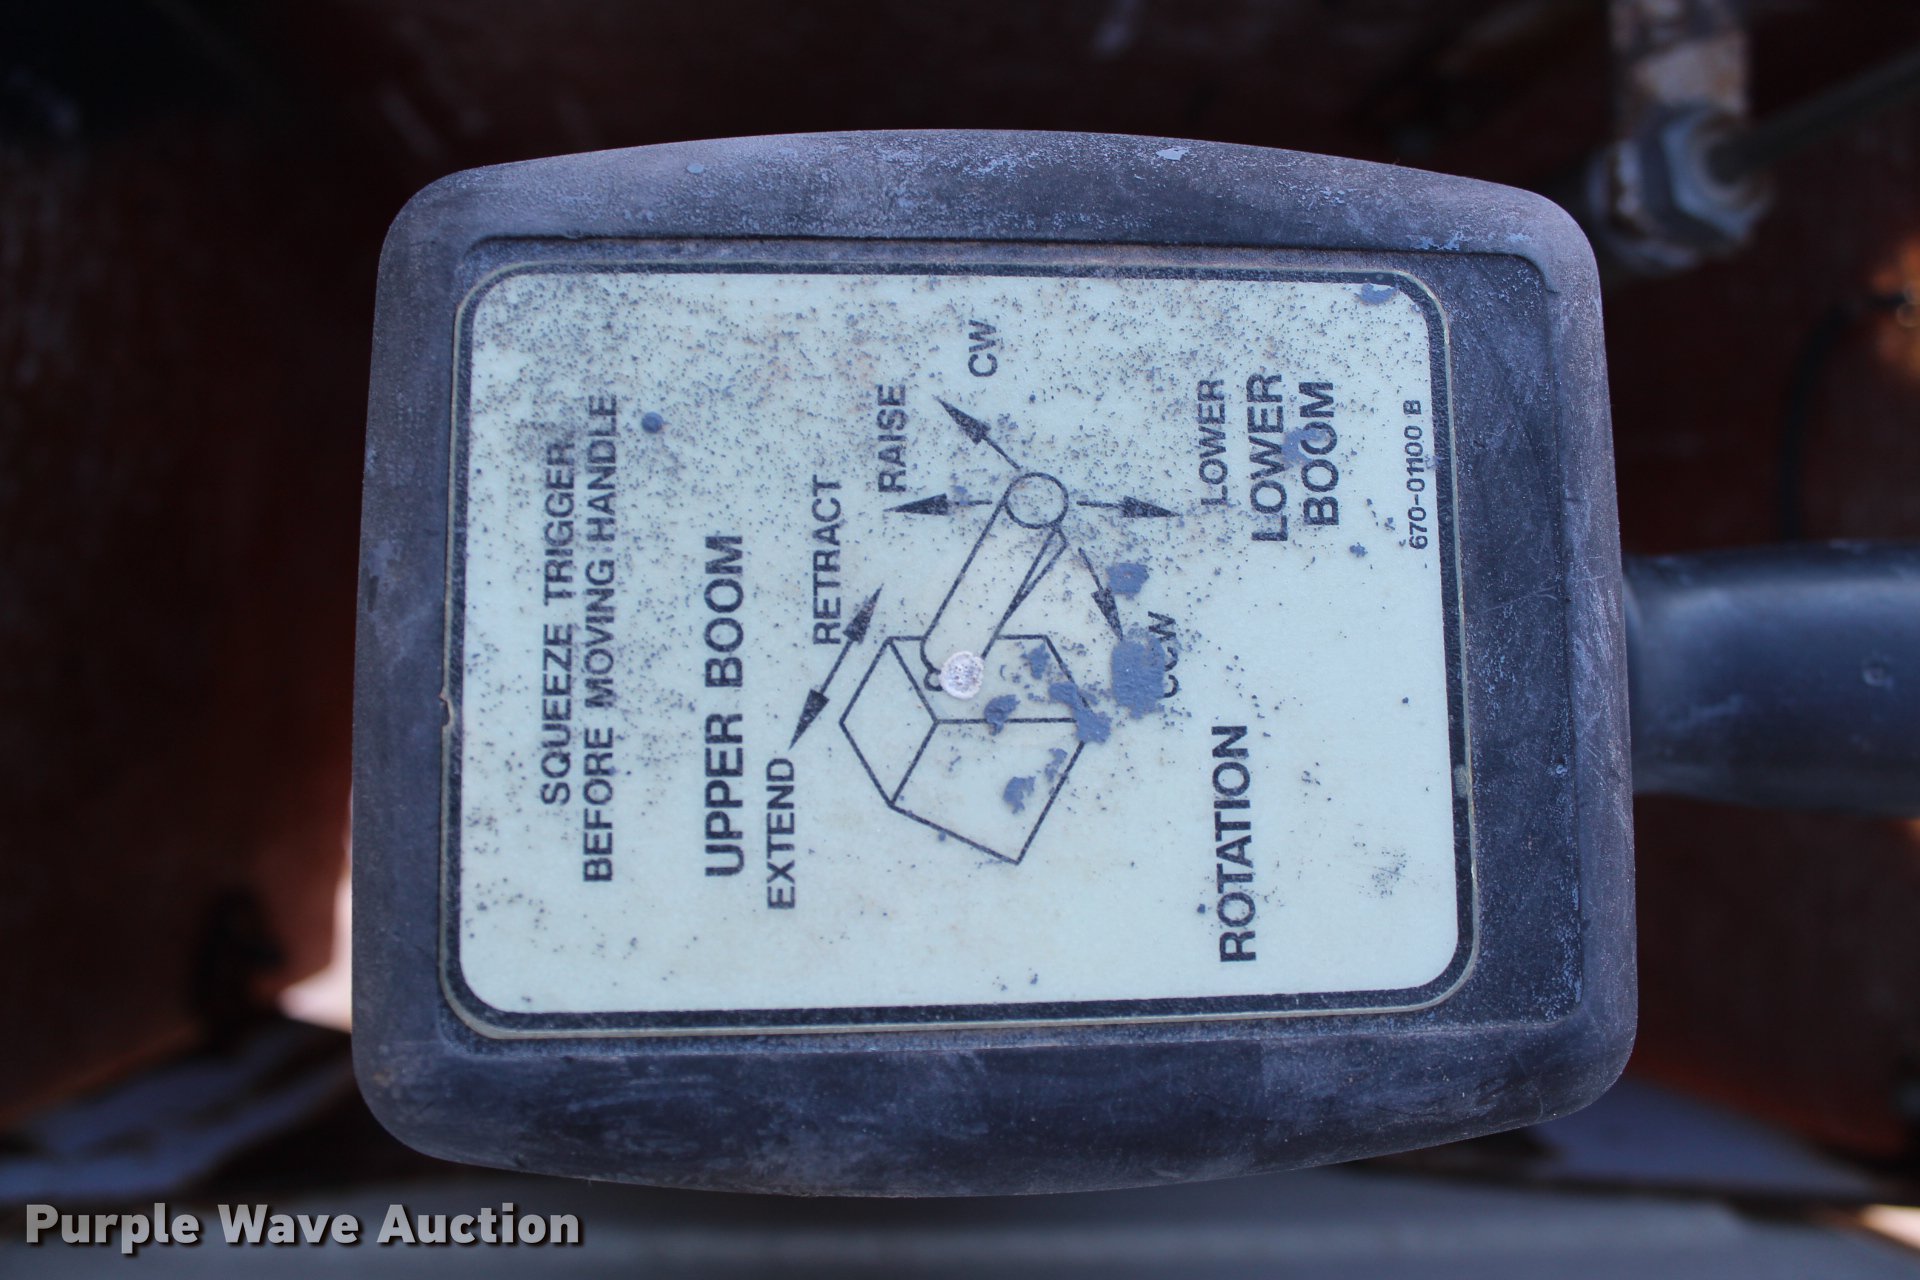 SQUEEZE TRIGGER
BEFORE MOVING HANDLE
UPPER BOOM
EXTEND
RETRACT
RAISE
CW
CCW
LOWER
ROTATION
LOWER
BOOM
670-01100 B
Purple Wave Auction